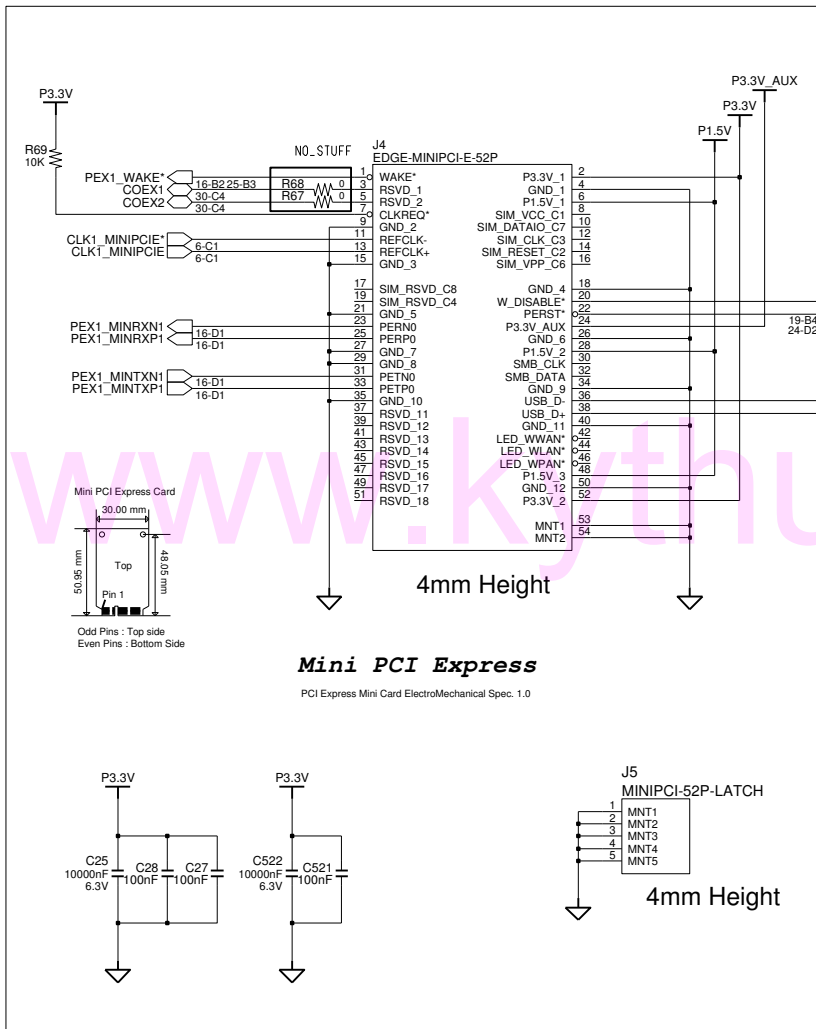 P3.3V_AUX
P3.3V
P3.3V
P1.5V
R69
10K
NO_STUFF
J4
EDGE-MINIPCI-E-52P
PEX1_WAKE*
COEX1
COEX2
16-B2 25-B3
30-C4
30-C4
R68 0
R67 0
1 WAKE*
3 RSVD_1
5 RSVD_2
7 CLKREQ*
9 GND_2
11 REFCLK-
13 REFCLK+
15 GND_3
17 SIM_RSVD_C8
19 SIM_RSVD_C4
21 GND_5
23 PERN0
25 PERP0
27 GND_7
29 GND_8
31 PETN0
33 PETP0
35 GND_10
37 RSVD_11
39 RSVD_12
41 RSVD_13
43 RSVD_14
45 RSVD_15
47 RSVD_16
49 RSVD_17
51 RSVD_18
P3.3V_1 2
GND_1 4
P1.5V_1 6
SIM_VCC_C1 8
SIM_DATAIO_C7 10
SIM_CLK_C3 12
SIM_RESET_C2 14
SIM_VPP_C6 16
GND_4 18
W_DISABLE* 20
PERST* 22
P3.3V_AUX 24
GND_6 26
P1.5V_2 28
SMB_CLK 30
SMB_DATA 32
GND_9 34
USB_D- 36
USB_D+ 38
GND_11 40
LED_WWAN* 42
LED_WLAN* 44
LED_WPAN* 46
P1.5V_3 48
GND_12 50
P3.3V_2 52
MNT1 53
MNT2 54
CLK1_MINIPCIE* 6-C1
CLK1_MINIPCIE 6-C1
PEX1_MINRXN1 16-D1
PEX1_MINRXP1 16-D1
PEX1_MINTXN1 16-D1
PEX1_MINTXP1 16-D1
19-B4
24-D2
www.kythu
Mini PCI Express Card
30.00 mm
50.95 mm
48.05 mm
Top
Pin 1
Odd Pins : Top side
Even Pins : Bottom Side
4mm Height
Mini PCI Express
PCI Express Mini Card ElectroMechanical Spec. 1.0
P3.3V
C25
10000nF
6.3V
C28
100nF
C27
100nF
P3.3V
C522
10000nF
6.3V
C521
100nF
J5
MINIPCI-52P-LATCH
1 MNT1
2 MNT2
3 MNT3
4 MNT4
5 MNT5
4mm Height